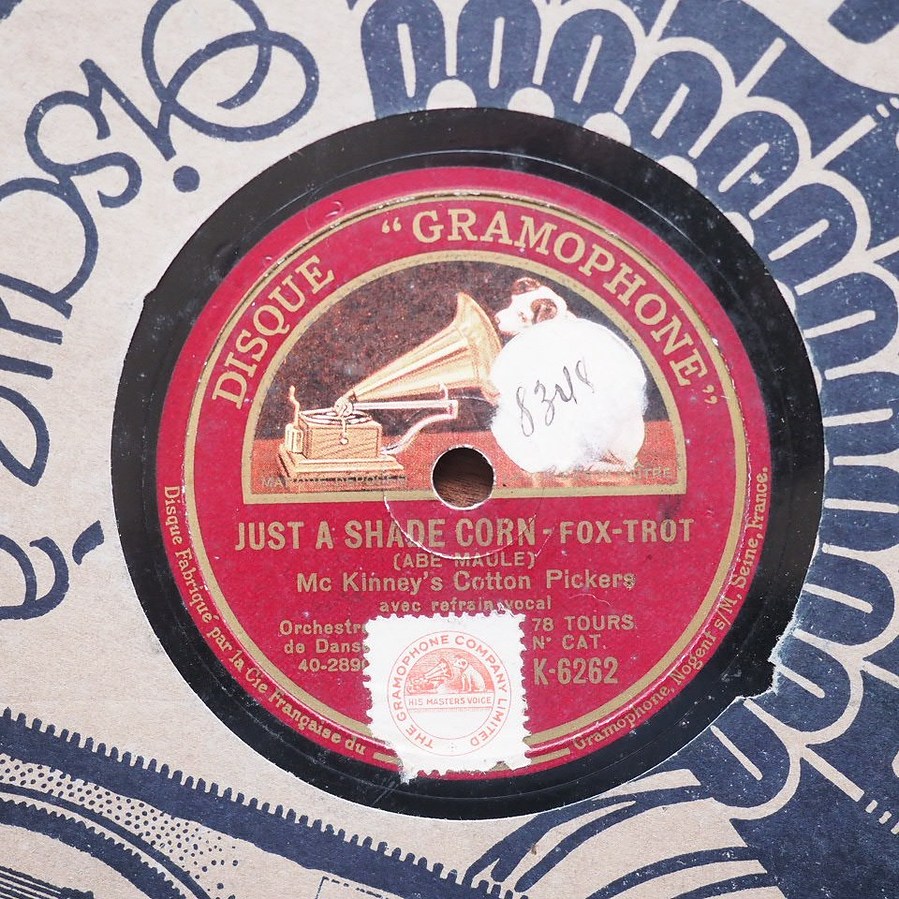 DISQUE "GRAMOPHONE"
8348
JUST A SHADE CORN - FOX-TROT
(ABE MAULE)
Mc Kinney's Cotton Pickers
avec refrain vocal
Orchestre
de Danse
78 TOURS
N° CAT.
K-6262
THE GRAMOPHONE COMPANY LIMITED
HIS MASTERS VOICE
Disque Fabriqué par la Cie Française du Gramophone, Nogent s/M, Seine, France.